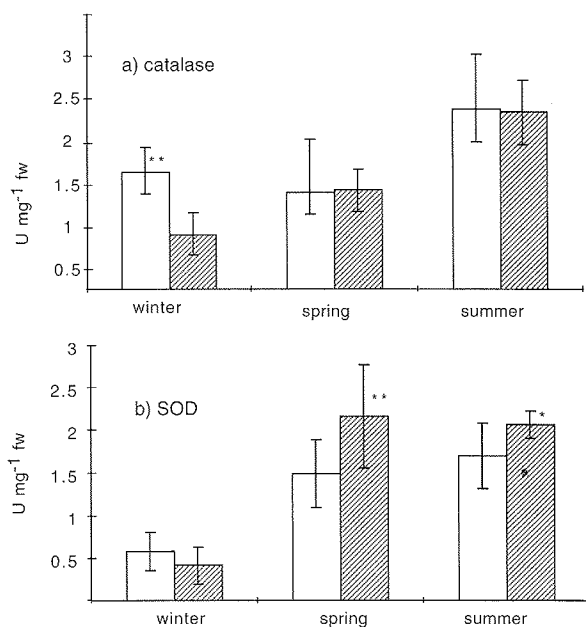 3
a) catalase
2.5
2
**
1.5
1
0.5
U mg⁻¹ fw
winter spring summer
3
b) SOD
2.5
**
2
*
1.5
*
1
0.5
U mg⁻¹ fw
winter spring summer